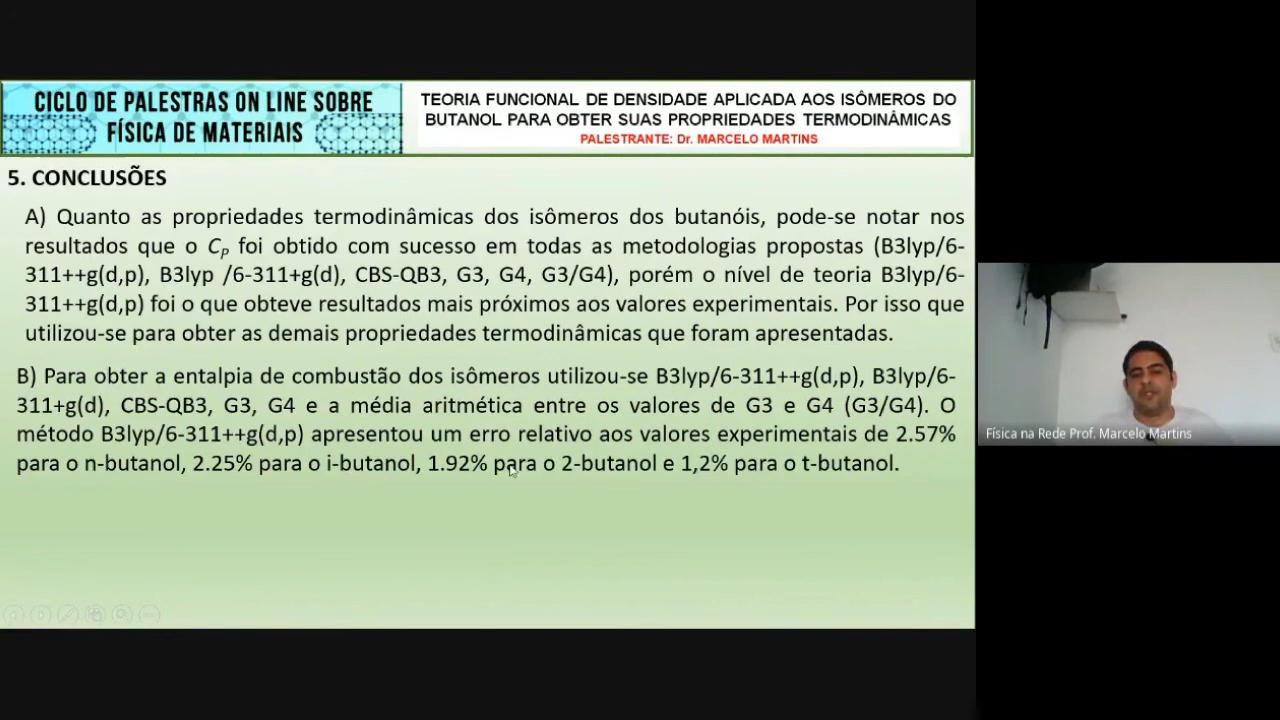 CICLO DE PALESTRAS ON LINE SOBRE
FÍSICA DE MATERIAIS
TEORIA FUNCIONAL DE DENSIDADE APLICADA AOS ISÔMEROS DO
BUTANOL PARA OBTER SUAS PROPRIEDADES TERMODINÂMICAS
PALESTRANTE: Dr. MARCELO MARTINS
5. CONCLUSÕES
A) Quanto as propriedades termodinâmicas dos isômeros dos butanóis, pode-se notar nos
resultados que o Cₚ foi obtido com sucesso em todas as metodologias propostas (B3lyp/6-
311++g(d,p), B3lyp /6-311+g(d), CBS-QB3, G3, G4, G3/G4), porém o nível de teoria B3lyp/6-
311++g(d,p) foi o que obteve resultados mais próximos aos valores experimentais. Por isso que
utilizou-se para obter as demais propriedades termodinâmicas que foram apresentadas.
B) Para obter a entalpia de combustão dos isômeros utilizou-se B3lyp/6-311++g(d,p), B3lyp/6-
311+g(d), CBS-QB3, G3, G4 e a média aritmética entre os valores de G3 e G4 (G3/G4). O
método B3lyp/6-311++g(d,p) apresentou um erro relativo aos valores experimentais de 2.57%
para o n-butanol, 2.25% para o i-butanol, 1.92% para o 2-butanol e 1,2% para o t-butanol.
Física na Rede Prof. Marcelo Martins